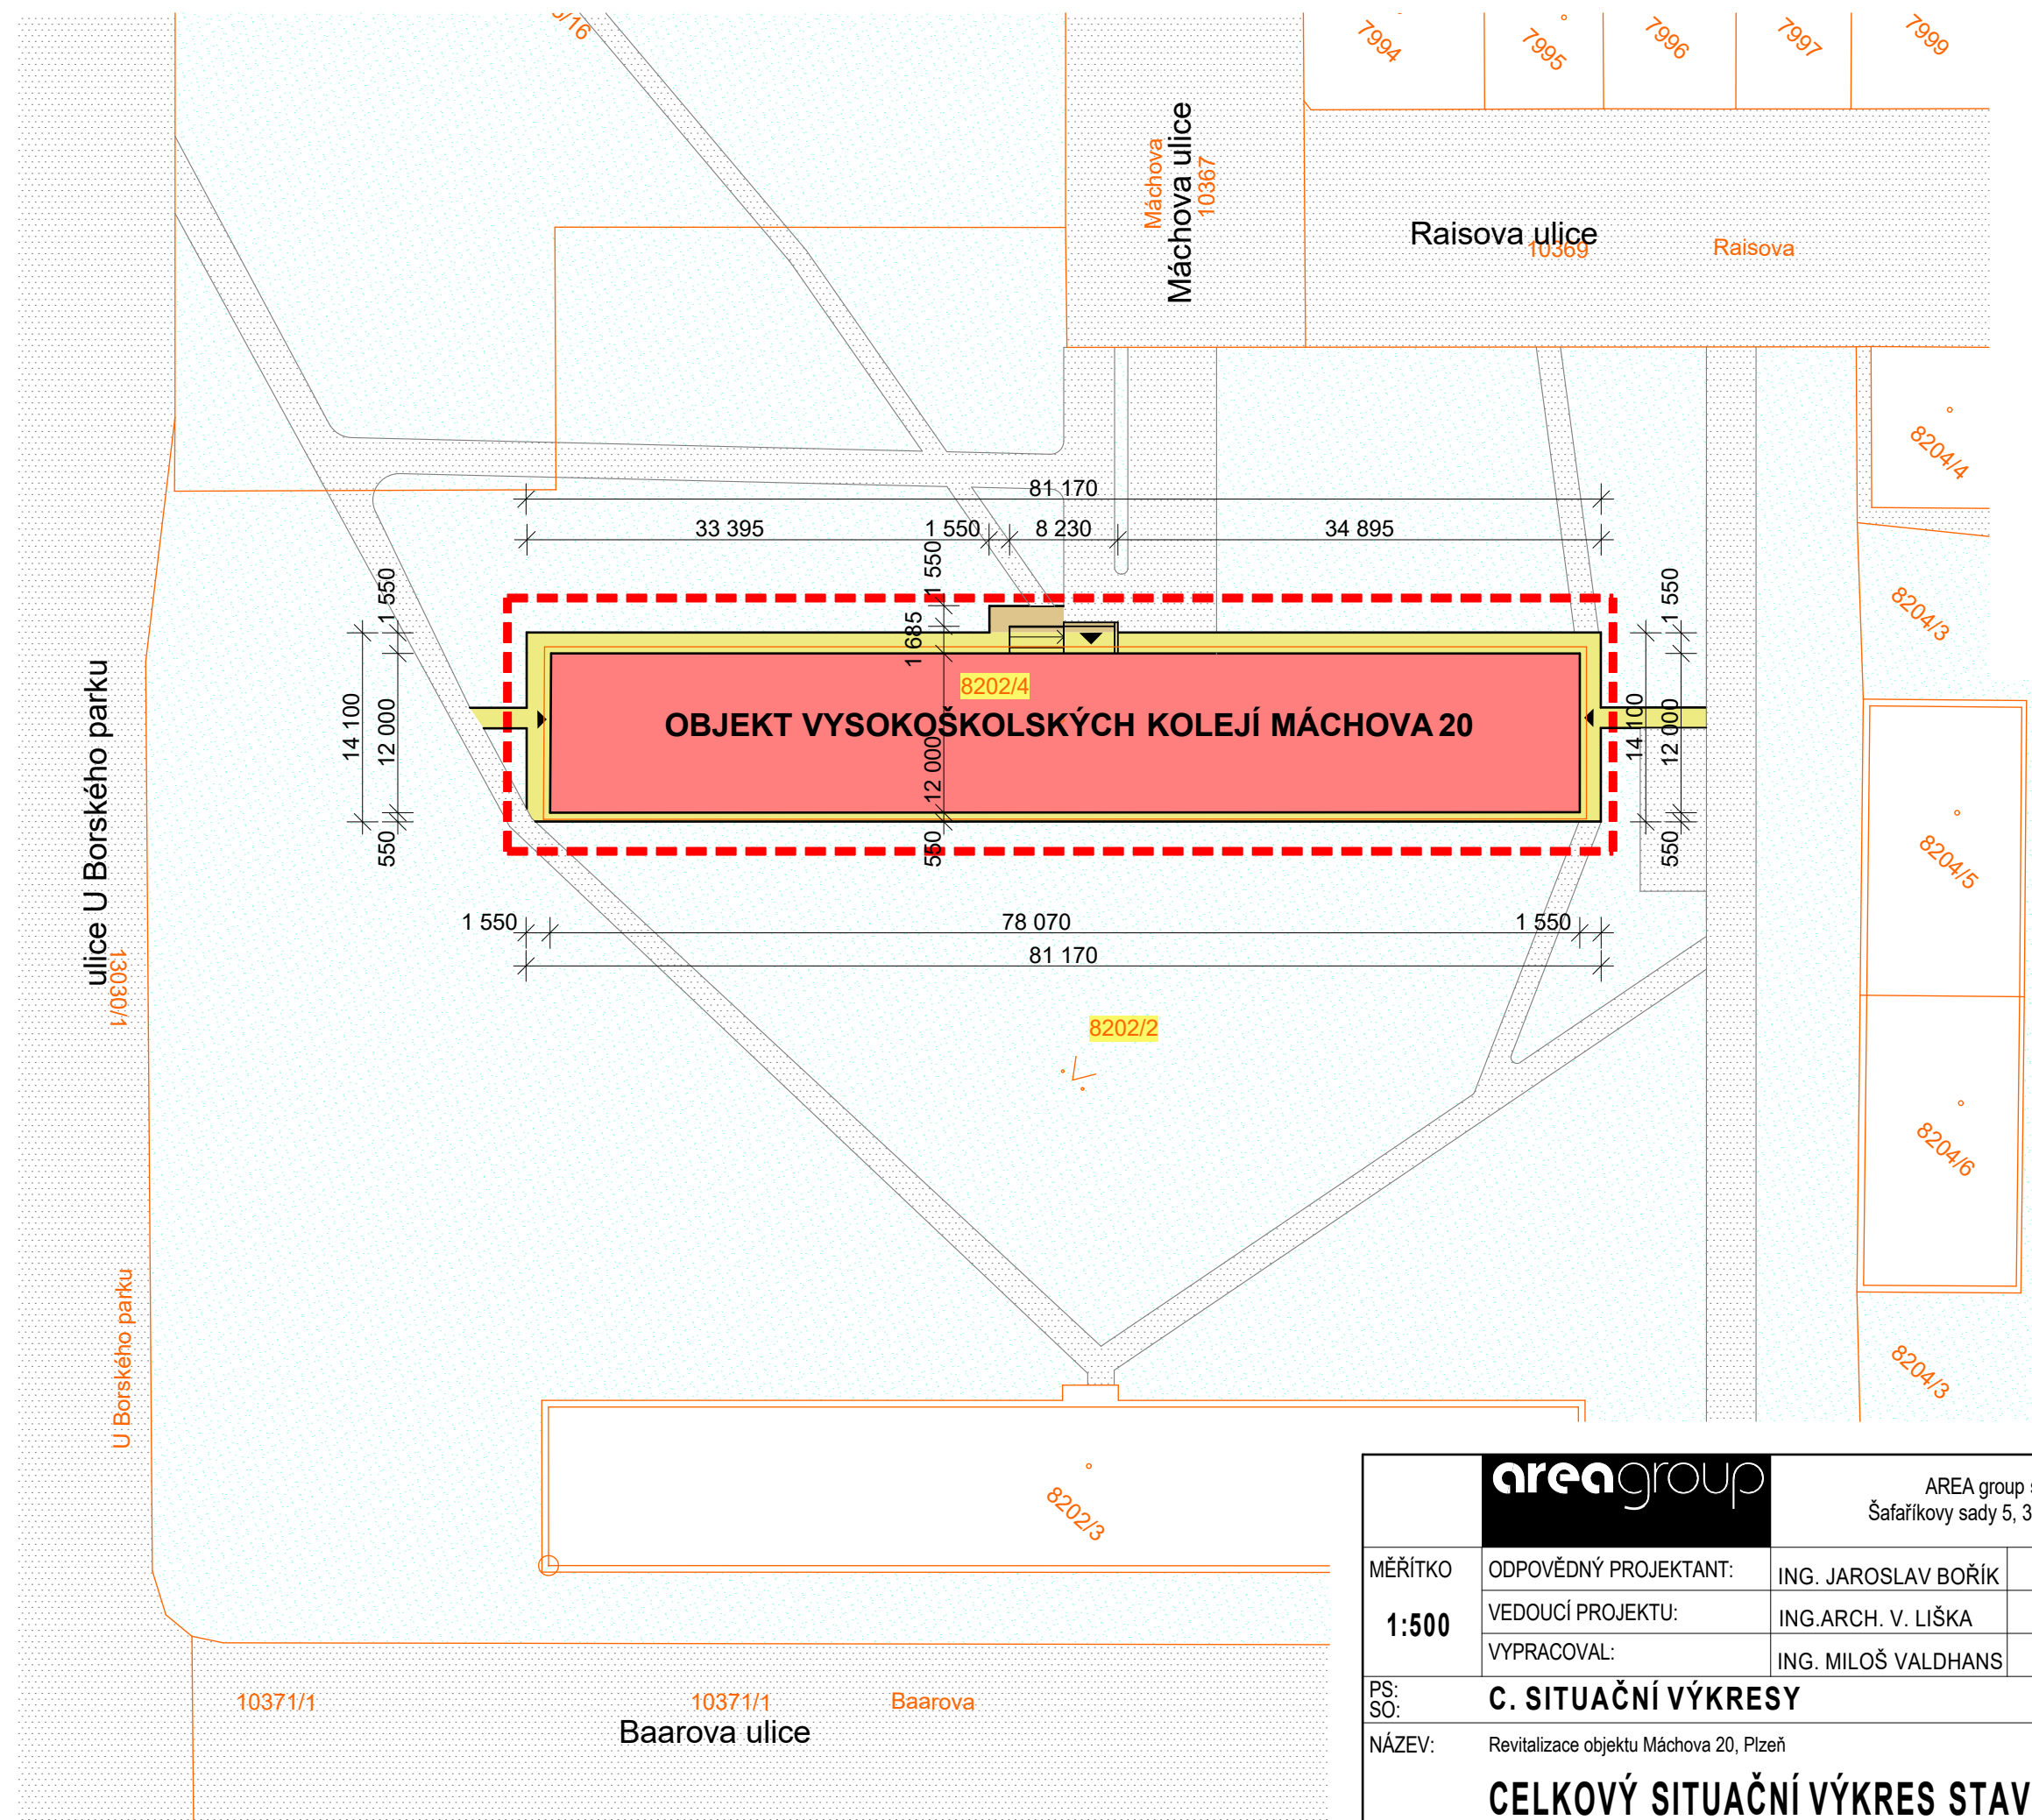 7994
7995
7996
7997
7999
Máchova
Máchova ulice
10367
Raisova ulice
10369
Raisova
8204/4
81 170
33 395
1 550
8 230
34 895
1 550
1 550
1 550
1 685
8204/3
8202/4
OBJEKT VYSOKOŠKOLSKÝCH KOLEJÍ MÁCHOVA 20
14 100
12 000
12 000
14 100
12 000
550
550
550
8204/5
ulice U Borského parku
13030/1
1 550
78 070
1 550
81 170
8202/2
8204/6
U Borského parku
8204/3
8202/3
areagroup
AREA group
Šafaříkovy sady 5, 3
MĚŘÍTKO
1:500
ODPOVĚDNÝ PROJEKTANT:
ING. JAROSLAV BOŘÍK
VEDOUCÍ PROJEKTU:
ING.ARCH. V. LIŠKA
VYPRACOVAL:
ING. MILOŠ VALDHANS
PS:
SO:
C. SITUAČNÍ VÝKRESY
NÁZEV:
Revitalizace objektu Máchova 20, Plzeň
CELKOVÝ SITUAČNÍ VÝKRES STAV
10371/1
10371/1
Baarova
Baarova ulice